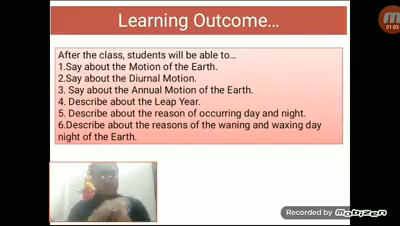 Learning Outcome...
01:03
After the class, students will be able to...
1.Say about the Motion of the Earth.
2.Say about the Diurnal Motion.
3. Say about the Annual Motion of the Earth.
4. Describe about the Leap Year.
5. Describe about the reason of occurring day and night.
6.Describe about the reasons of the waning and waxing day
night of the Earth.
Recorded by Mobizen